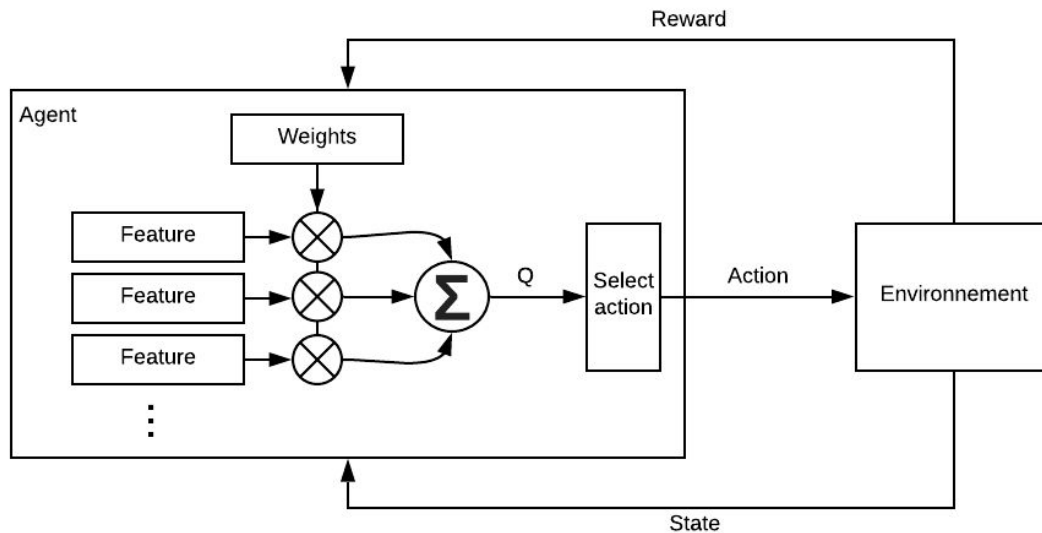 Reward
Agent
Weights
Feature
Feature
Feature
Σ
Q
Select
action
Action
Environnement
State